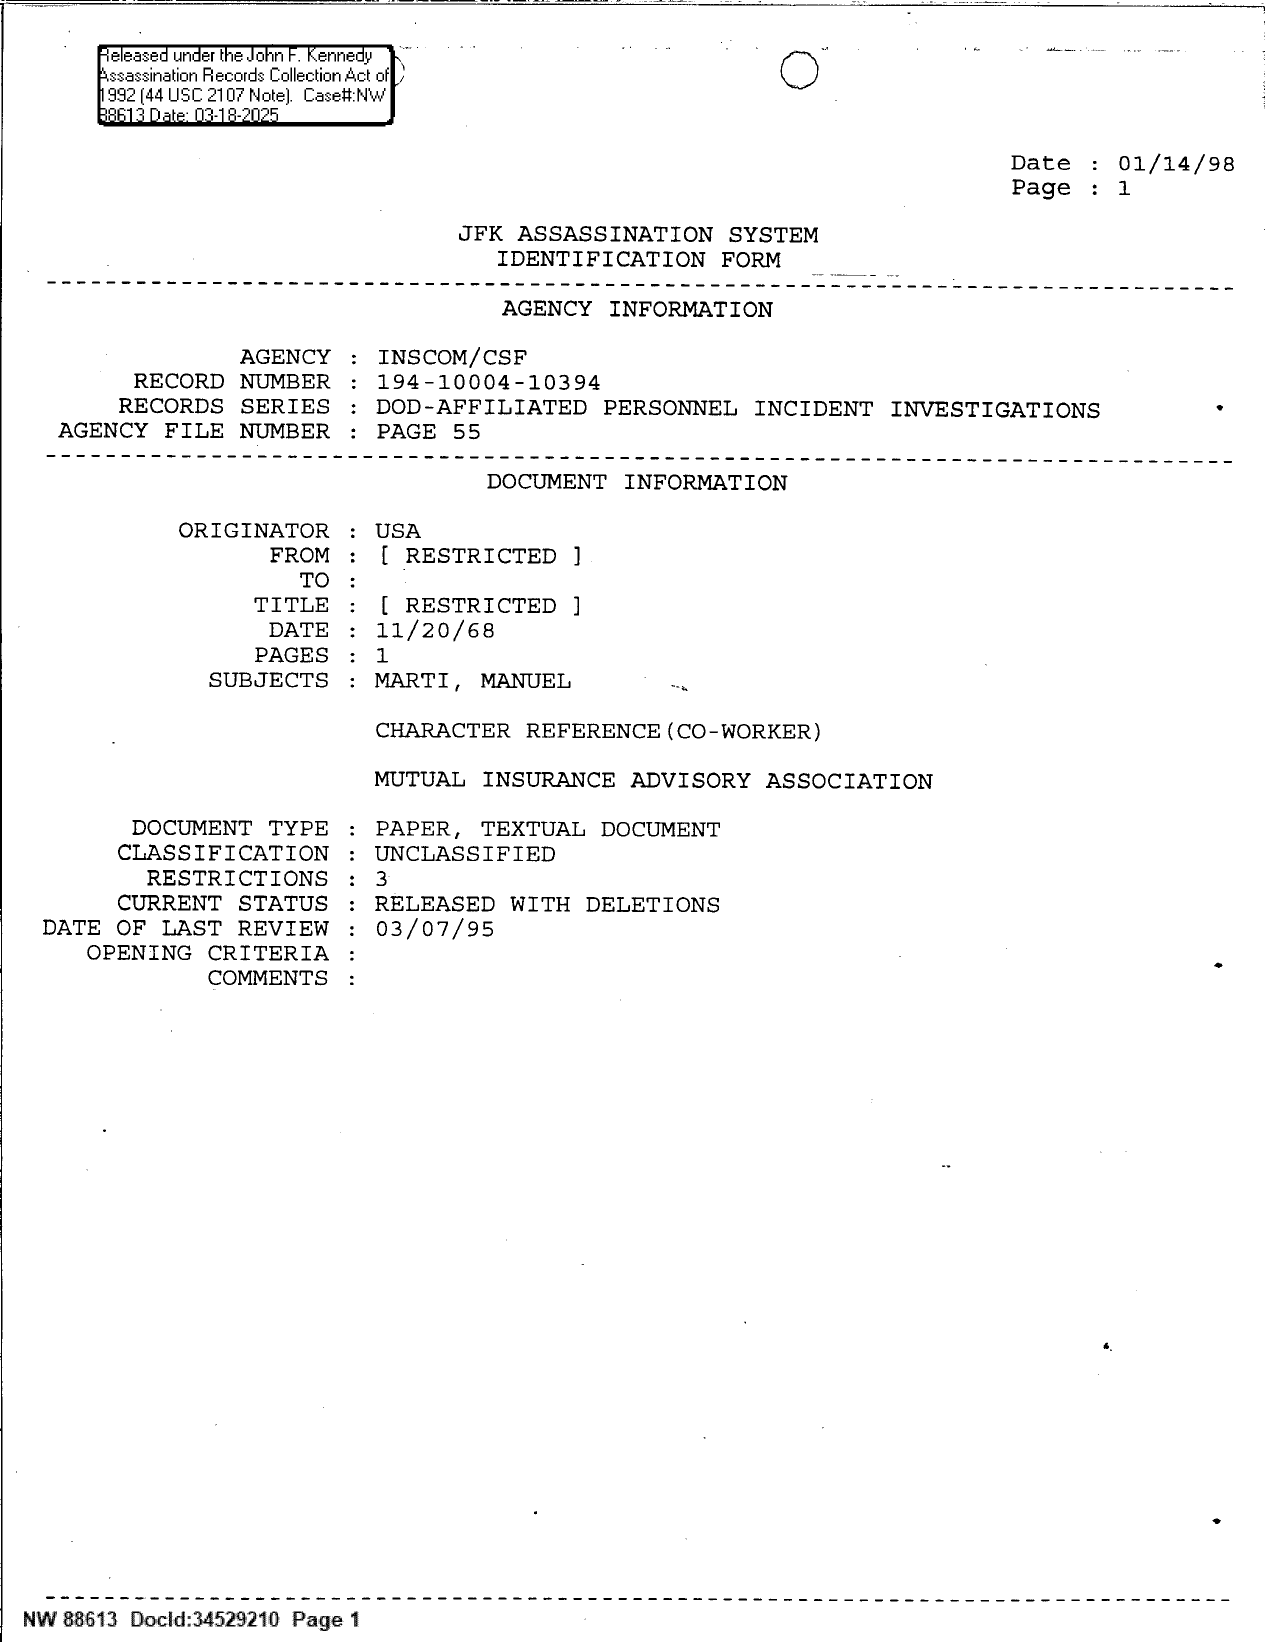 Released under the John F. Kennedy
Assassination Records Collection Act of
1992 (44 USC 2107 Note). Case#:NW
88613 Date: 03-18-2025
Date : 01/14/98
Page : 1
JFK ASSASSINATION SYSTEM
IDENTIFICATION FORM
AGENCY INFORMATION
AGENCY : INSCOM/CSF
RECORD NUMBER : 194-10004-10394
RECORDS SERIES : DOD-AFFILIATED PERSONNEL INCIDENT INVESTIGATIONS
AGENCY FILE NUMBER : PAGE 55
DOCUMENT INFORMATION
ORIGINATOR : USA
FROM : [ RESTRICTED ]
TO :
TITLE : [ RESTRICTED ]
DATE : 11/20/68
PAGES : 1
SUBJECTS : MARTI, MANUEL
CHARACTER REFERENCE(CO-WORKER)
MUTUAL INSURANCE ADVISORY ASSOCIATION
DOCUMENT TYPE : PAPER, TEXTUAL DOCUMENT
CLASSIFICATION : UNCLASSIFIED
RESTRICTIONS : 3
CURRENT STATUS : RELEASED WITH DELETIONS
DATE OF LAST REVIEW : 03/07/95
OPENING CRITERIA :
COMMENTS :
NW 88613 DocId:34529210 Page 1